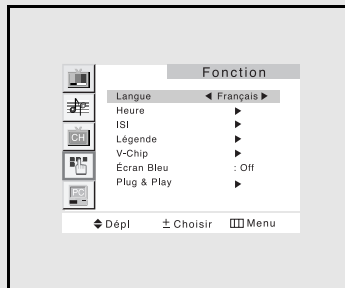 Fonction
Langue ◀ Français ▶
Heure ▶
ISI ▶
Légende ▶
V-Chip ▶
Écran Bleu : Off
Plug & Play ▶
CH
PC
Dépl ± Choisir Menu